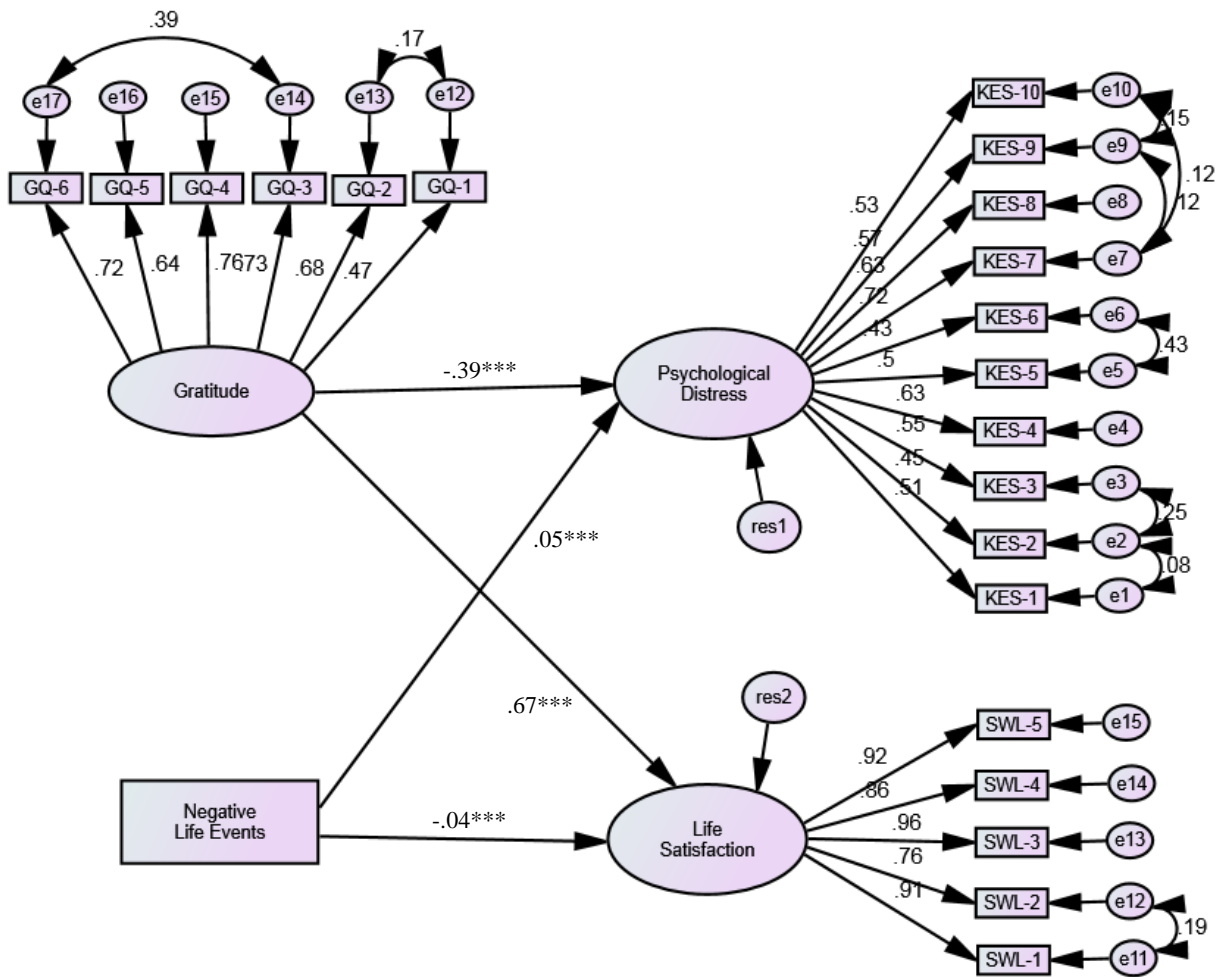 .39
.17
e17
e16
e15
e14
e13
e12
GQ-6
GQ-5
GQ-4
GQ-3
GQ-2
GQ-1
.72
.64
.76
.73
.68
.47
Gratitude
-.39***
Psychological
Distress
res1
.05***
.67***
Negative
Life Events
-.04***
res2
Life
Satisfaction
.53
.57
.63
.72
.43
.5
.63
.55
.45
.51
KES-10
e10
.15
KES-9
e9
.12
KES-8
e8
.12
KES-7
e7
KES-6
e6
.43
KES-5
e5
KES-4
e4
KES-3
e3
.25
KES-2
e2
.08
KES-1
e1
.92
.86
.96
.76
.91
SWL-5
e15
SWL-4
e14
SWL-3
e13
SWL-2
e12
.19
SWL-1
e11